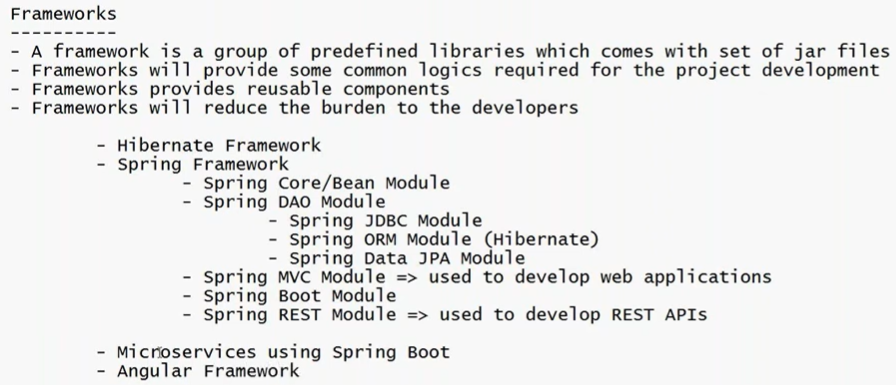 Frameworks
----------
- A framework is a group of predefined libraries which comes with set of jar files
- Frameworks will provide some common logics required for the project development
- Frameworks provides reusable components
- Frameworks will reduce the burden to the developers
- Hibernate Framework
- Spring Framework
- Spring Core/Bean Module
- Spring DAO Module
- Spring JDBC Module
- Spring ORM Module (Hibernate)
- Spring Data JPA Module
- Spring MVC Module => used to develop web applications
- Spring Boot Module
- Spring REST Module => used to develop REST APIs
- Microservices using Spring Boot
- Angular Framework